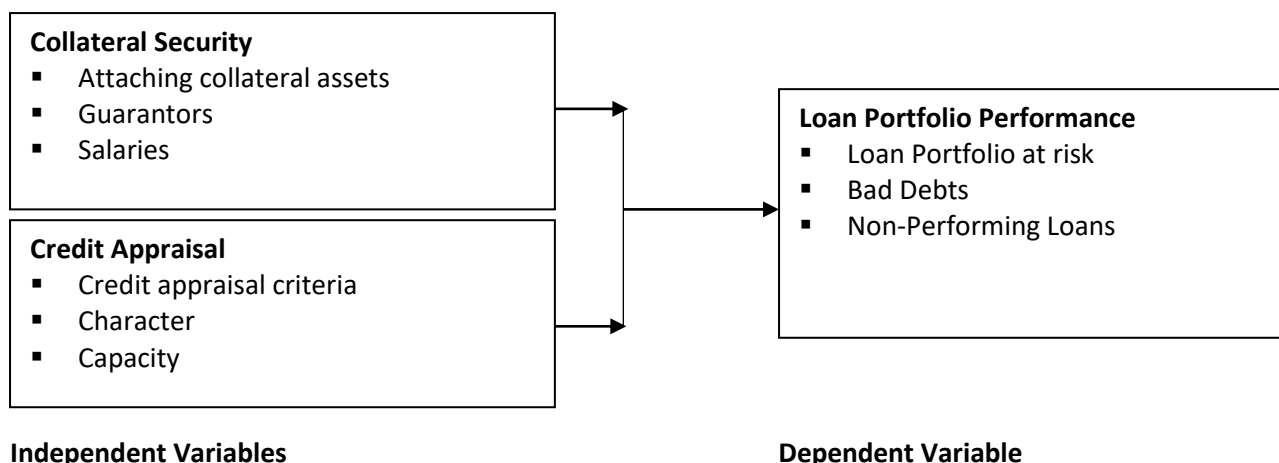 Collateral Security
▪ Attaching collateral assets
▪ Guarantors
▪ Salaries
Credit Appraisal
▪ Credit appraisal criteria
▪ Character
▪ Capacity
Loan Portfolio Performance
▪ Loan Portfolio at risk
▪ Bad Debts
▪ Non-Performing Loans
Independent Variables
Dependent Variable